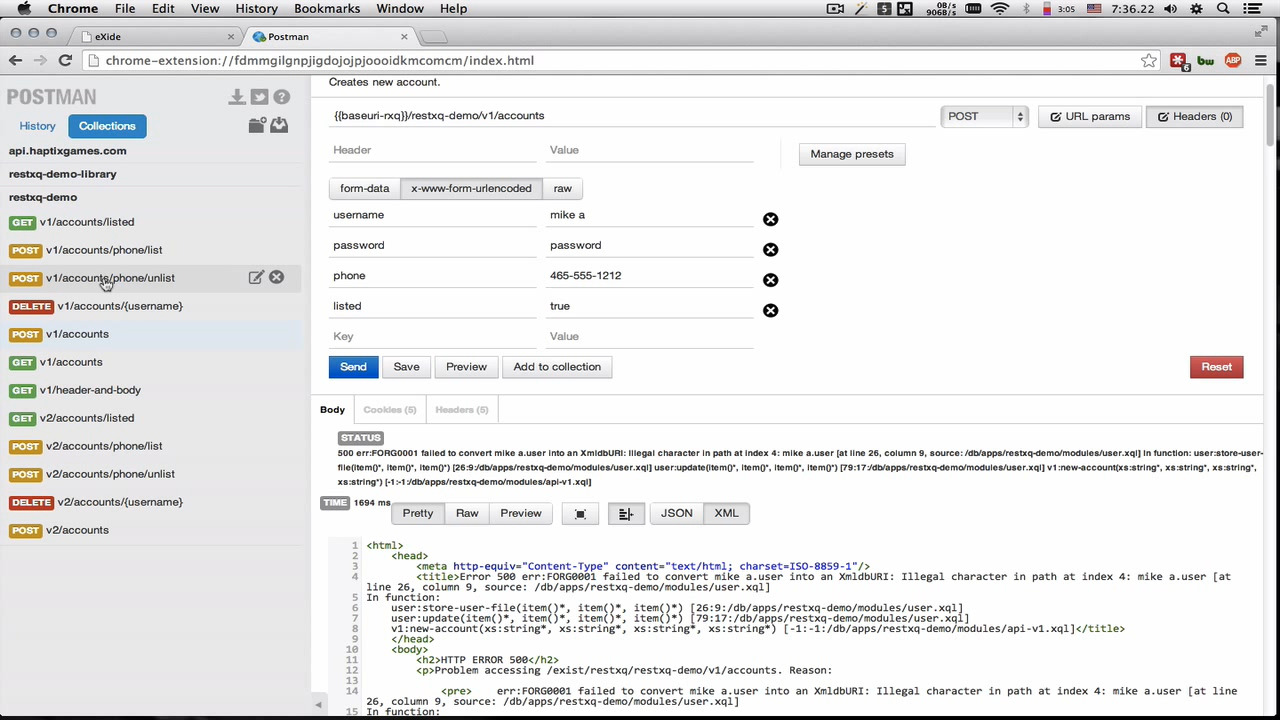 Chrome File Edit View History Bookmarks Window Help 5 0B/s 906B/s 3:05 7:36.22
eXide Postman
chrome-extension://fdmmgilgnpjigdojojpjoooidkmcomcm/index.html 6 bw ABP
POSTMAN
History Collections
api.haptixgames.com
restxq-demo-library
restxq-demo
GET v1/accounts/listed
POST v1/accounts/phone/list
POST v1/accounts/phone/unlist
DELETE v1/accounts/{username}
POST v1/accounts
GET v1/accounts
GET v1/header-and-body
GET v2/accounts/listed
POST v2/accounts/phone/list
POST v2/accounts/phone/unlist
DELETE v2/accounts/{username}
POST v2/accounts
Creates new account.
{{baseuri-rxq}}/restxq-demo/v1/accounts POST URL params Headers (0)
Header Value Manage presets
form-data x-www-form-urlencoded raw
username mike a
password password
phone 465-555-1212
listed true
Key Value
Send Save Preview Add to collection Reset
Body Cookies (5) Headers (5)
STATUS
500 err:FORG0001 failed to convert mike a.user into an XmldbURI: Illegal character in path at index 4: mike a.user [at line 26, column 9, source: /db/apps/restxq-demo/modules/user.xql] In function: user:store-user-
file(item()*, item()*, item()*) [26:9:/db/apps/restxq-demo/modules/user.xql] user:update(item()*, item()*, item()*, item()*) [79:17:/db/apps/restxq-demo/modules/user.xql] v1:new-account(xs:string*, xs:string*, xs:string*,
xs:string*) [-1:-1:/db/apps/restxq-demo/modules/api-v1.xql]
TIME 1694 ms Pretty Raw Preview JSON XML
1 <html>
2 <head>
3 <meta http-equiv="Content-Type" content="text/html; charset=ISO-8859-1"/>
4 <title>Error 500 err:FORG0001 failed to convert mike a.user into an XmldbURI: Illegal character in path at index 4: mike a.user [at
line 26, column 9, source: /db/apps/restxq-demo/modules/user.xql]
5 In function:
6 user:store-user-file(item()*, item()*, item()*) [26:9:/db/apps/restxq-demo/modules/user.xql]
7 user:update(item()*, item()*, item()*, item()*) [79:17:/db/apps/restxq-demo/modules/user.xql]
8 v1:new-account(xs:string*, xs:string*, xs:string*, xs:string*) [-1:-1:/db/apps/restxq-demo/modules/api-v1.xql]</title>
9 </head>
10 <body>
11 <h2>HTTP ERROR 500</h2>
12 <p>Problem accessing /exist/restxq/restxq-demo/v1/accounts. Reason:
13
14 <pre> err:FORG0001 failed to convert mike a.user into an XmldbURI: Illegal character in path at index 4: mike a.user [at line
26, column 9, source: /db/apps/restxq-demo/modules/user.xql]
15 In function: